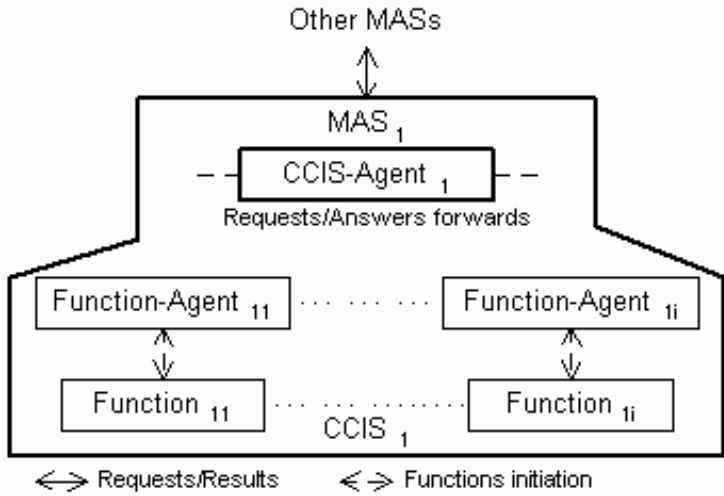 Other MASs
MAS 1
CCIS-Agent 1
Requests/Answers forwards
Function-Agent 11 Function-Agent 1i
Function 11 Function 1i
CCIS 1
Requests/Results Functions initiation